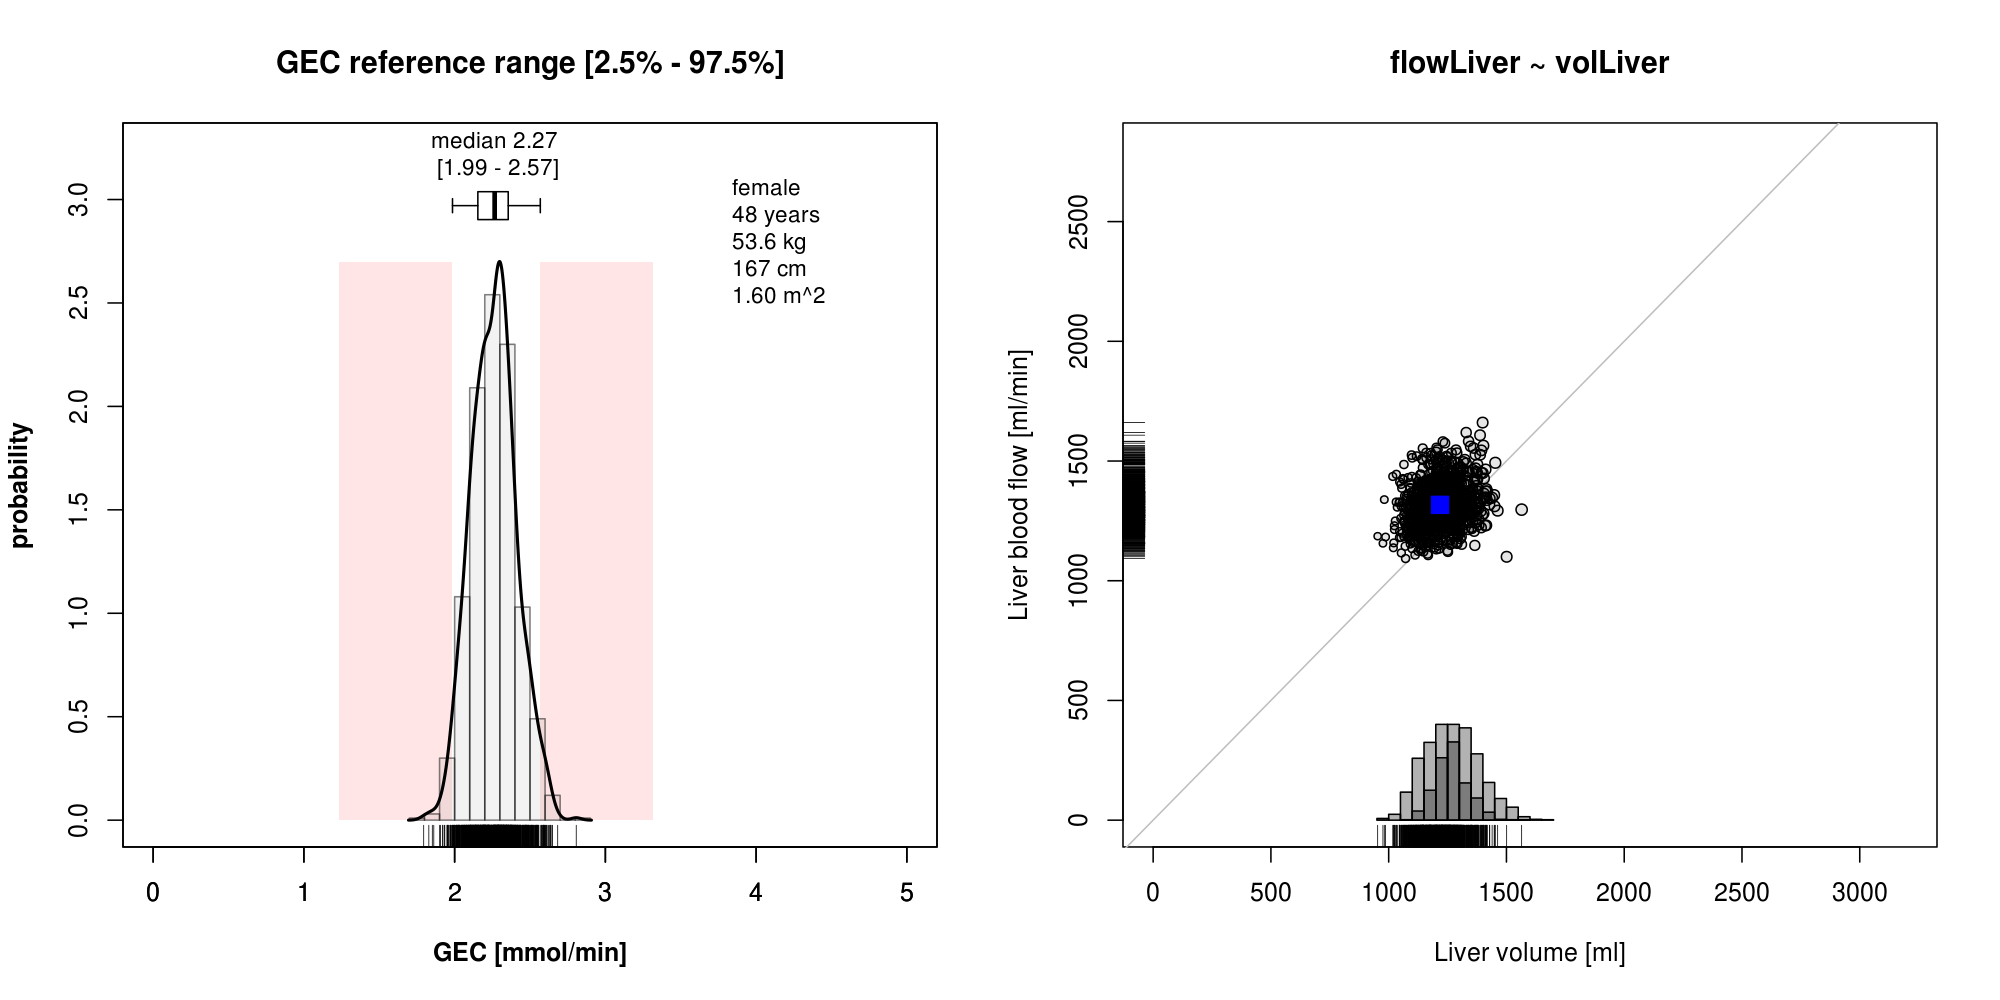 GEC reference range [2.5% - 97.5%]
median 2.27
[1.99 - 2.57]
female
48 years
53.6 kg
167 cm
1.60 m^2
probability
3.0
2.5
2.0
1.5
1.0
0.5
0.0
0 1 2 3 4 5
GEC [mmol/min]
flowLiver ~ volLiver
Liver blood flow [ml/min]
2500
2000
1500
1000
500
0
0 500 1000 1500 2000 2500 3000
Liver volume [ml]